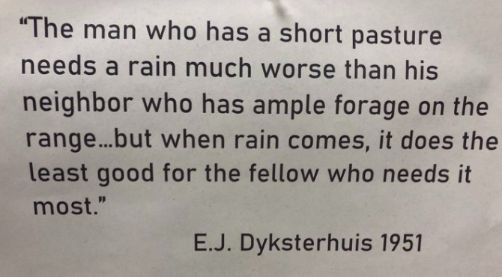 “The man who has a short pasture
needs a rain much worse than his
neighbor who has ample forage on the
range...but when rain comes, it does the
least good for the fellow who needs it
most.”
E.J. Dyksterhuis 1951